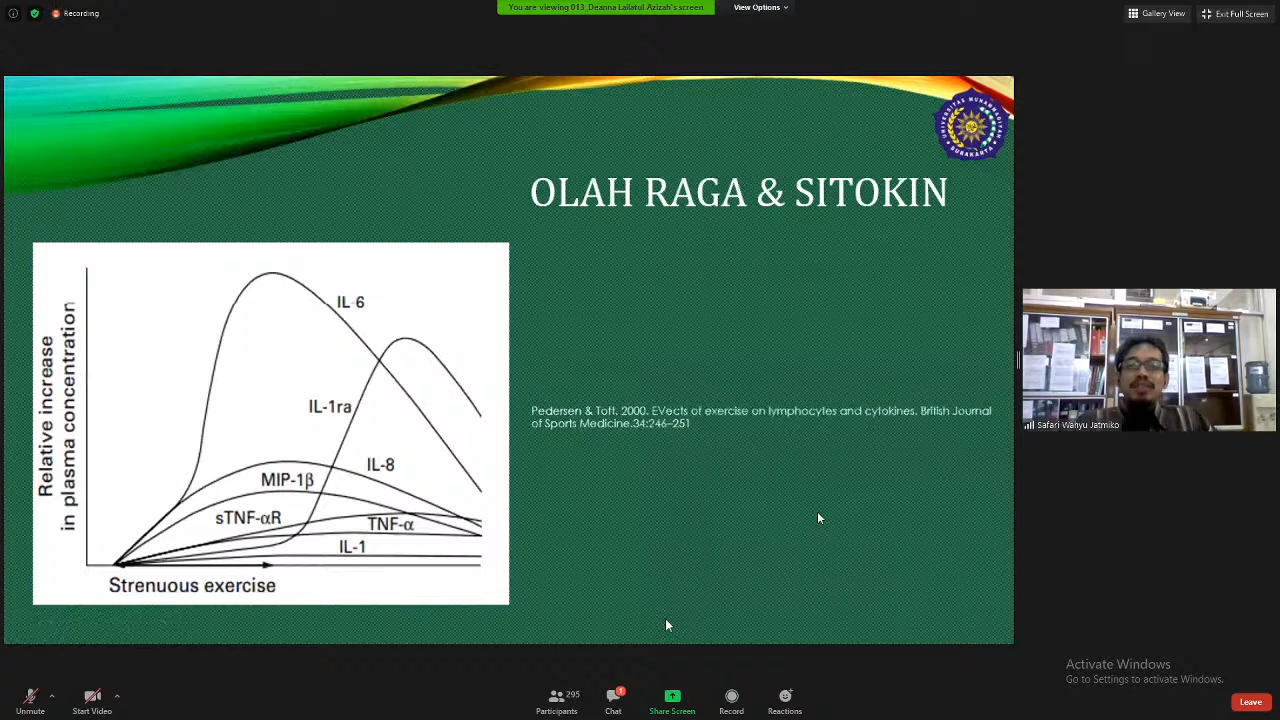 Recording
You are viewing 013_Deanna Lailatul Azizah's screen
View Options
Gallery View
Exit Full Screen
UNIVERSITAS MUHAMMADIYAH
SURAKARTA
OLAH RAGA & SITOKIN
Relative increase
in plasma concentration
IL-6
IL-1ra
IL-8
MIP-1β
sTNF-αR
TNF-α
IL-1
Strenuous exercise
Pedersen & Toft. 2000. EVects of exercise on lymphocytes and cytokines. British Journal
of Sports Medicine.34:246–251
Safari Wahyu Jatmiko
Activate Windows
Go to Settings to activate Windows.
Unmute
Start Video
295
Participants
1
Chat
Share Screen
Record
Reactions
Leave